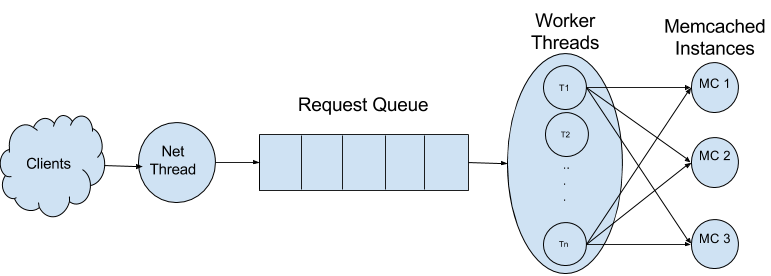 Worker
Threads
Memcached
Instances
Request Queue
Clients
Net
Thread
T1
T2
..
.
.
Tn
MC 1
MC 2
MC 3